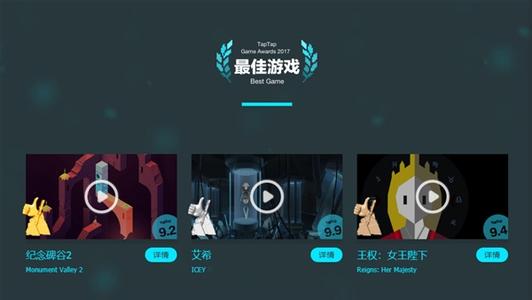 TapTap
Game Awards 2017
最佳游戏
Best Game
TapTap
9.2
TapTap
9.9
TapTap
9.4
纪念碑谷2
详情
Monument Valley 2
艾希
详情
ICEY
王权：女王陛下
详情
Reigns: Her Majesty